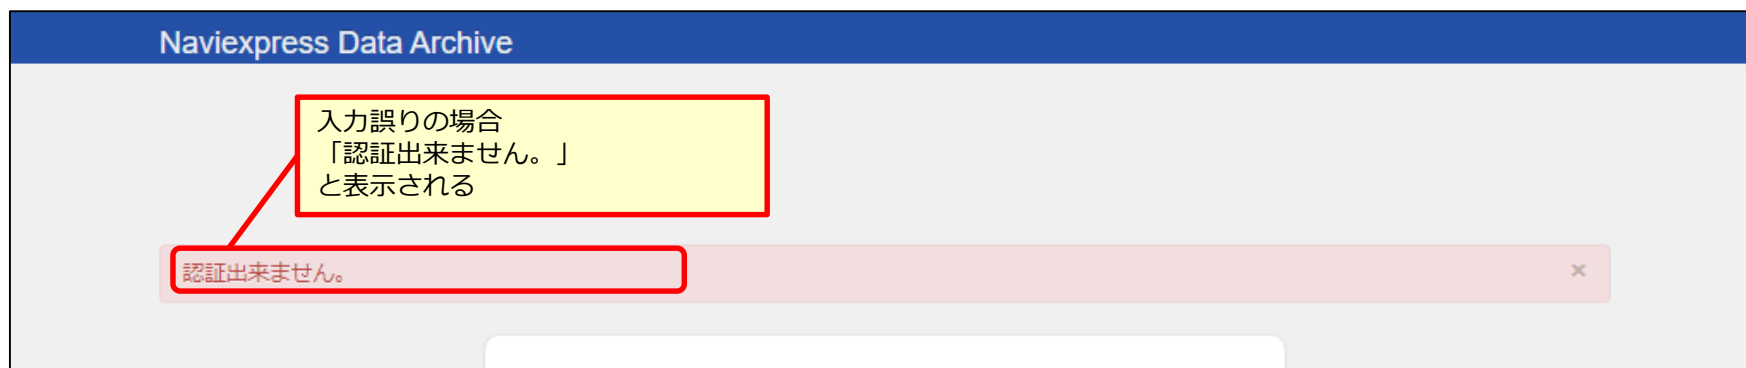 Naviexpress Data Archive
入力誤りの場合
「認証出来ません。」
と表示される
認証出来ません。
×